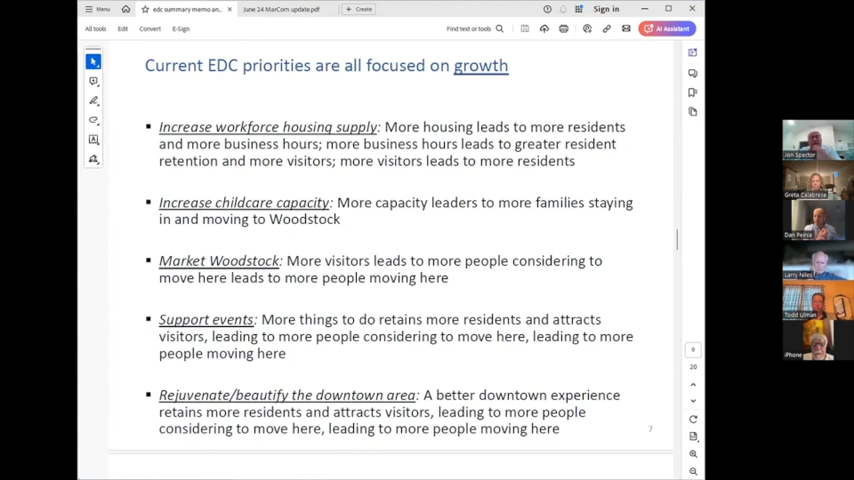 Menu
edc summary memo an...
June 24 MarCom update.pdf
Create
Sign in
All tools
Edit
Convert
E-Sign
Find text or tools
AI Assistant
Current EDC priorities are all focused on growth
Increase workforce housing supply: More housing leads to more residents
and more business hours; more business hours leads to greater resident
retention and more visitors; more visitors leads to more residents
Increase childcare capacity: More capacity leaders to more families staying
in and moving to Woodstock
Market Woodstock: More visitors leads to more people considering to
move here leads to more people moving here
Support events: More things to do retains more residents and attracts
visitors, leading to more people considering to move here, leading to more
people moving here
Rejuvenate/beautify the downtown area: A better downtown experience
retains more residents and attracts visitors, leading to more people
considering to move here, leading to more people moving here
7
9
20
Jon Spector
Greta Calabrese
Dan Peirce
Larry Niles
Todd Ulman
iPhone